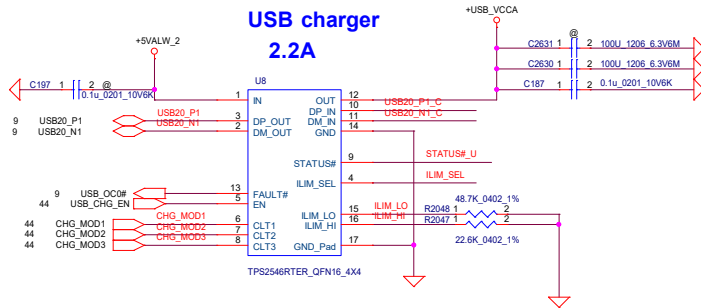 USB charger
2.2A
+5VALW_2
+USB_VCCA
C2631 1 2 @ 100U_1206_6.3V6M
C2630 1 2 100U_1206_6.3V6M
C187 1 2 0.1u_0201_10V6K
C197 1 2 @ 0.1u_0201_10V6K
U8
1 IN OUT 12
9 USB20_P1 USB20_P1 3 DP_OUT DP_IN 10 USB20_P1_C
9 USB20_N1 USB20_N1 2 DM_OUT DM_IN 11 USB20_N1_C
GND 14
STATUS# 9 STATUS#_U
ILIM_SEL 4 ILIM_SEL
9 USB_OC0# 13 FAULT#
44 USB_CHG_EN 5 EN
ILIM_LO 15 ILIM_LO R2048 1 2 48.7K_0402_1%
44 CHG_MOD1 CHG_MOD1 6 CLT1 ILIM_HI 16 ILIM_HI R2047 1 2 22.6K_0402_1%
44 CHG_MOD2 CHG_MOD2 7 CLT2
44 CHG_MOD3 CHG_MOD3 8 CLT3 GND_Pad 17
TPS2546RTER_QFN16_4X4